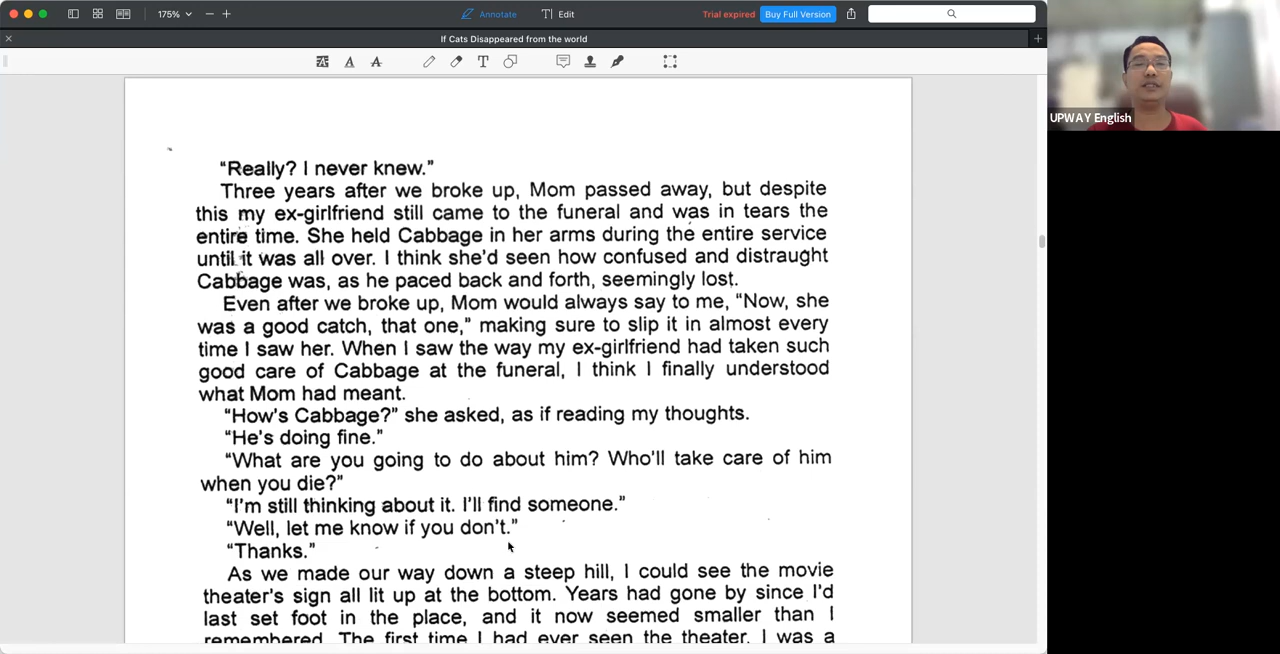 175%
Annotate
Edit
Trial expired
Buy Full Version
If Cats Disappeared from the world
UPWAY English
“Really? I never knew.”
Three years after we broke up, Mom passed away, but despite
this my ex-girlfriend still came to the funeral and was in tears the
entire time. She held Cabbage in her arms during the entire service
until it was all over. I think she’d seen how confused and distraught
Cabbage was, as he paced back and forth, seemingly lost.
Even after we broke up, Mom would always say to me, “Now, she
was a good catch, that one,” making sure to slip it in almost every
time I saw her. When I saw the way my ex-girlfriend had taken such
good care of Cabbage at the funeral, I think I finally understood
what Mom had meant.
“How’s Cabbage?” she asked, as if reading my thoughts.
“He’s doing fine.”
“What are you going to do about him? Who’ll take care of him
when you die?”
“I’m still thinking about it. I’ll find someone.”
“Well, let me know if you don’t.”
“Thanks.”
As we made our way down a steep hill, I could see the movie
theater’s sign all lit up at the bottom. Years had gone by since I’d
last set foot in the place, and it now seemed smaller than I
remembered. The first time I had ever seen the theater, I was a